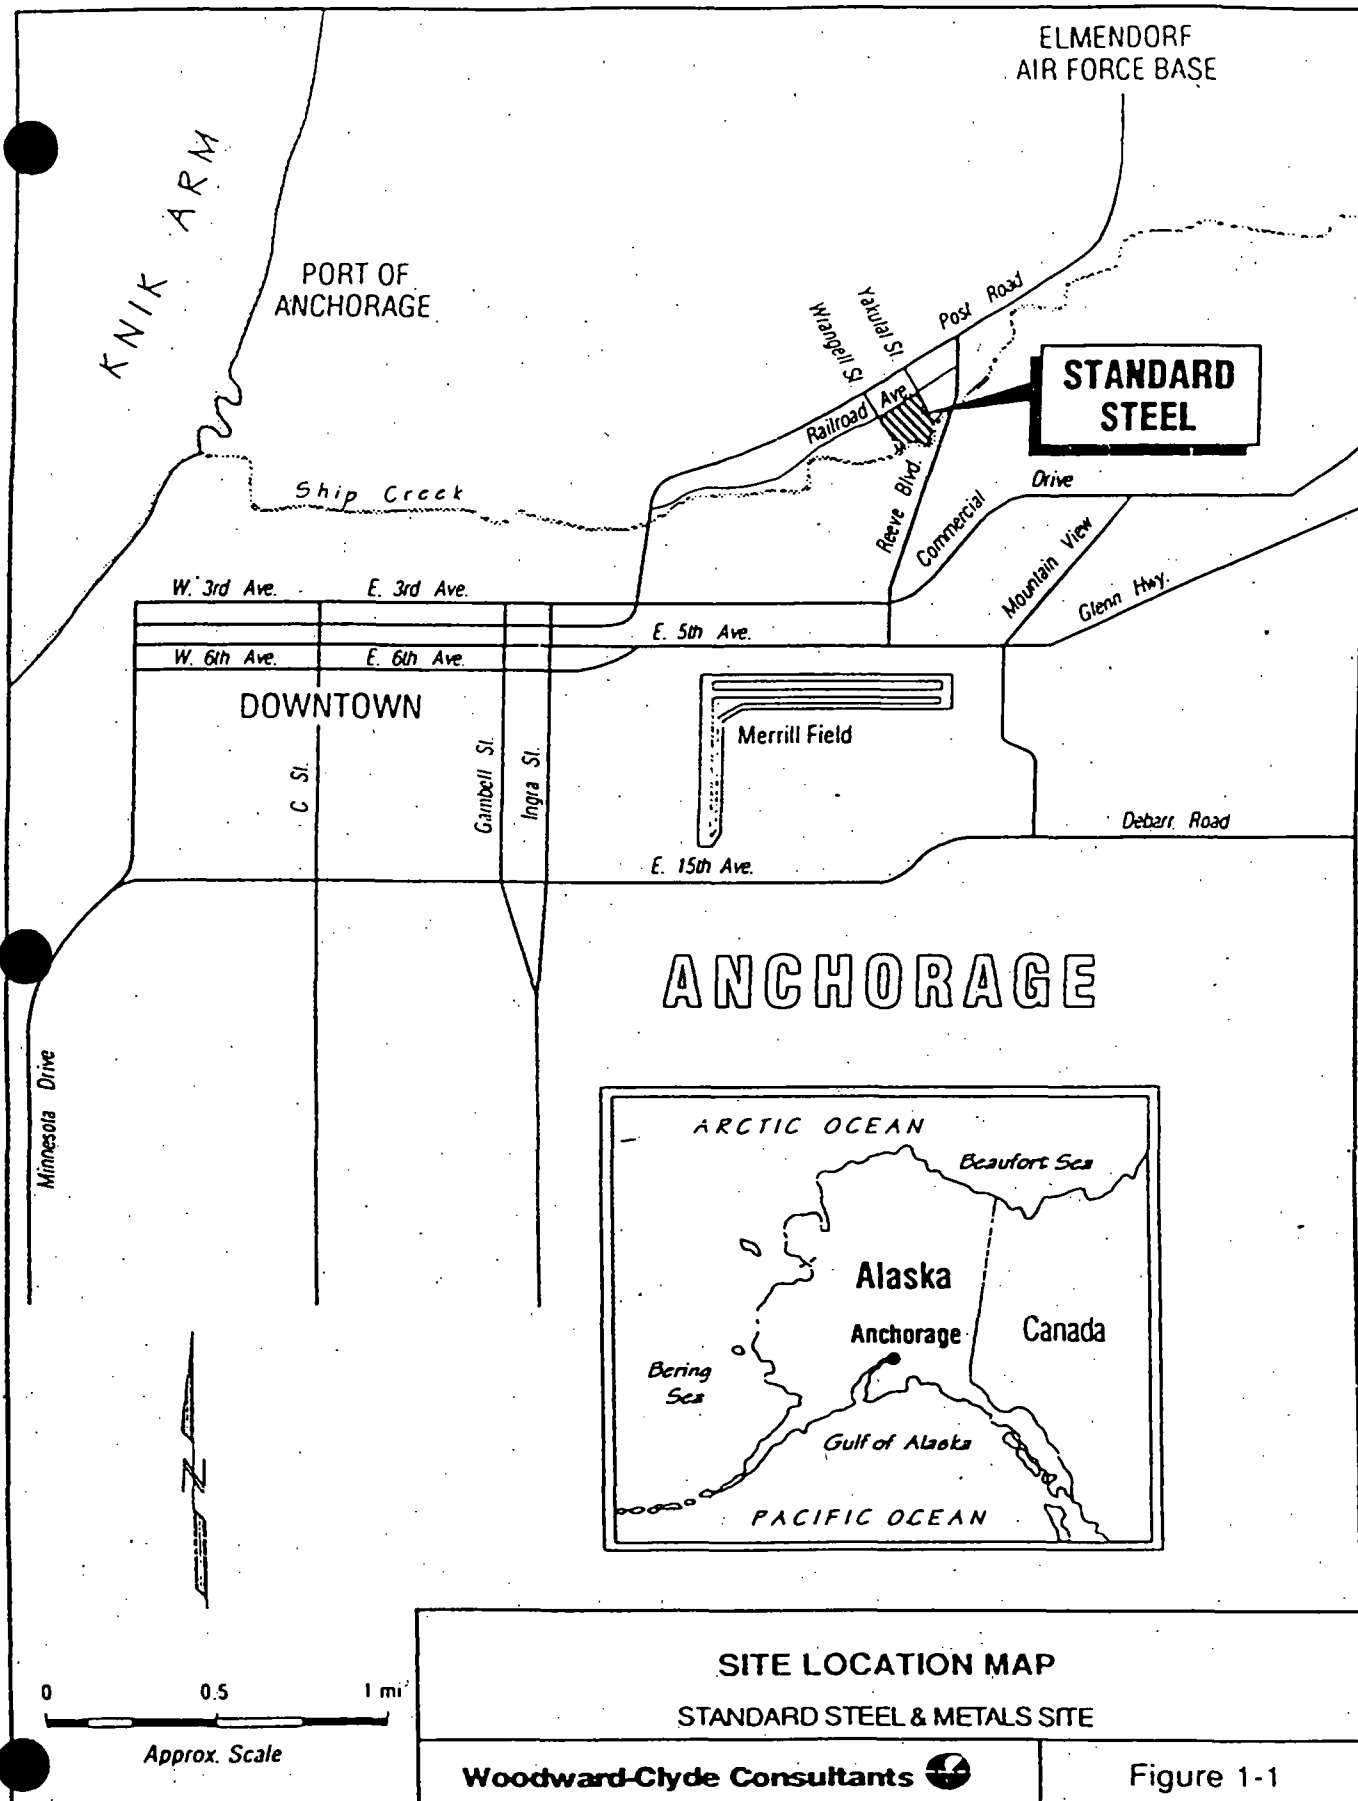 ELMENDORF
AIR FORCE BASE
KNIK ARM
PORT OF
ANCHORAGE
Wrangell St.
Yakutat St.
Post Road
Railroad Ave.
STANDARD
STEEL
Ship Creek
Reeve Blvd.
Commercial Drive
Mountain View
Glenn Hwy.
W. 3rd Ave.
E. 3rd Ave.
E. 5th Ave.
W. 6th Ave.
E. 6th Ave.
DOWNTOWN
Merrill Field
C St.
Gambell St.
Ingra St.
Debarr Road
E. 15th Ave.
ANCHORAGE
Minnesota Drive
ARCTIC OCEAN
Beaufort Sea
Alaska
Anchorage
Canada
Bering
Sea
Gulf of Alaska
PACIFIC OCEAN
N
0 0.5 1 mi
Approx. Scale
SITE LOCATION MAP
STANDARD STEEL & METALS SITE
Woodward-Clyde Consultants
Figure 1-1